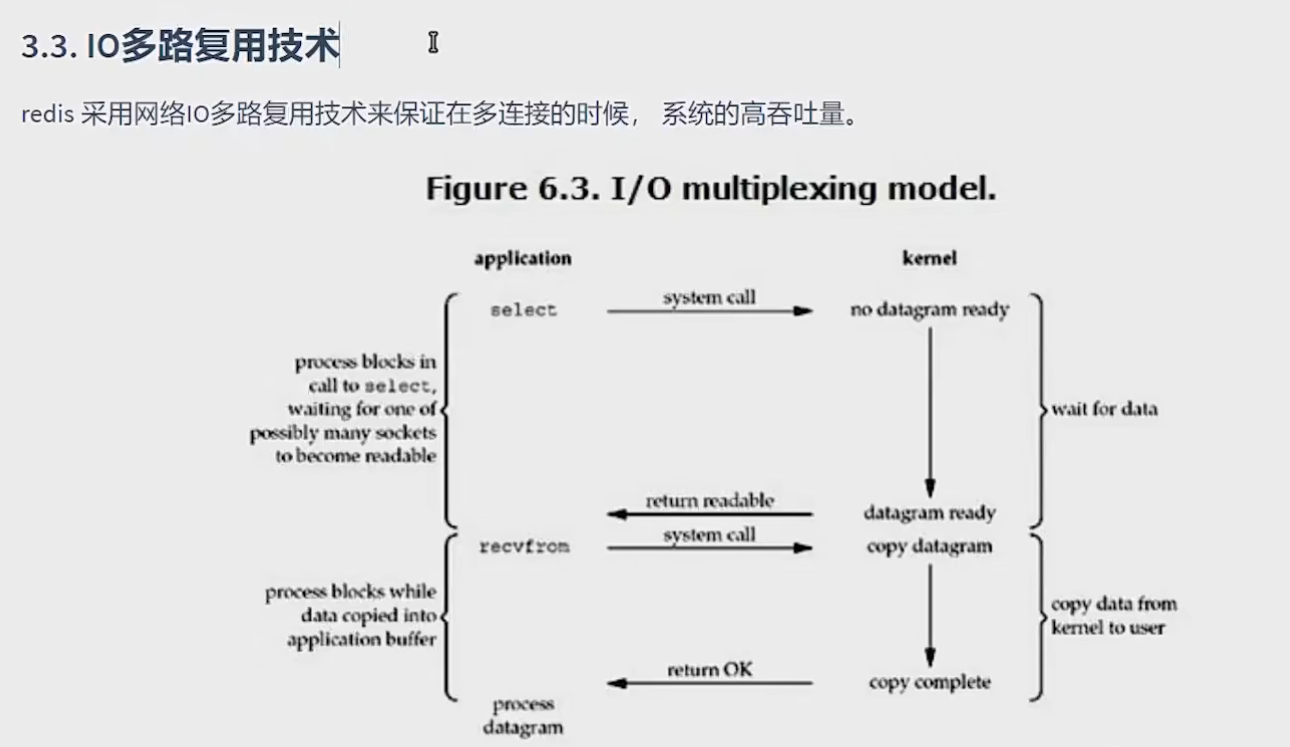 3.3. IO多路复用技术
redis 采用网络IO多路复用技术来保证在多连接的时候， 系统的高吞吐量。
Figure 6.3. I/O multiplexing model.
application
kernel
select
system call
no datagram ready
process blocks in
call to select,
waiting for one of
possibly many sockets
to become readable
wait for data
return readable
datagram ready
recvfrom
system call
copy datagram
process blocks while
data copied into
application buffer
copy data from
kernel to user
return OK
copy complete
process
datagram